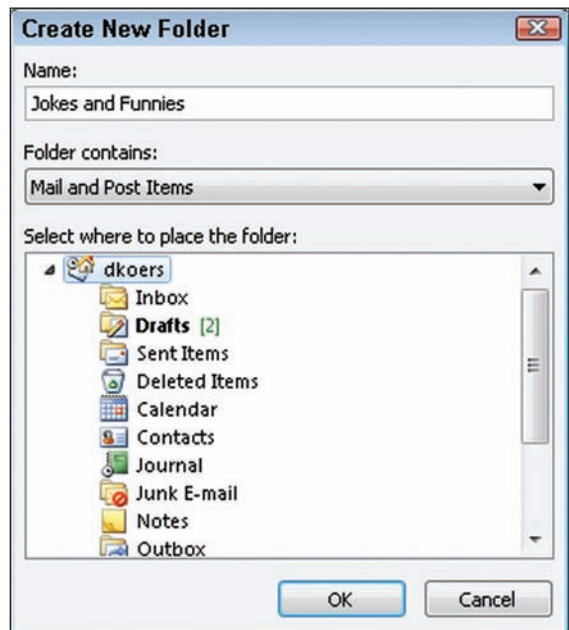 Create New Folder
Name:
Jokes and Funnies
Folder contains:
Mail and Post Items
Select where to place the folder:
dkoers
Inbox
Drafts [2]
Sent Items
Deleted Items
Calendar
Contacts
Journal
Junk E-mail
Notes
Outbox
OK Cancel